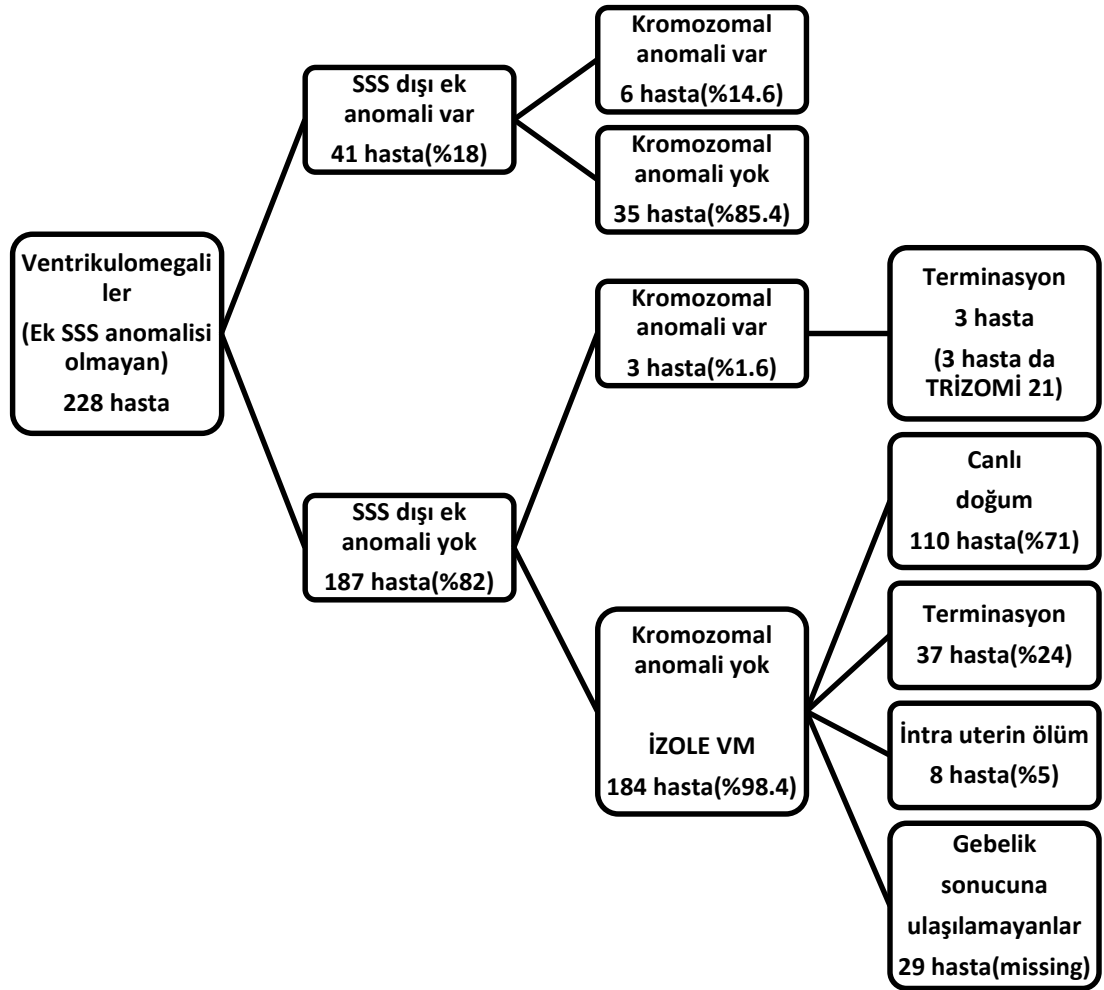 Ventrikulomegali
ler
(Ek SSS anomalisi
olmayan)
228 hasta
SSS dışı ek
anomali var
41 hasta(%18)
Kromozomal
anomali var
6 hasta(%14.6)
Kromozomal
anomali yok
35 hasta(%85.4)
SSS dışı ek
anomali yok
187 hasta(%82)
Kromozomal
anomali var
3 hasta(%1.6)
Terminasyon
3 hasta
(3 hasta da
TRİZOMİ 21)
Kromozomal
anomali yok
İZOLE VM
184 hasta(%98.4)
Canlı
doğum
110 hasta(%71)
Terminasyon
37 hasta(%24)
İntra uterin ölüm
8 hasta(%5)
Gebelik
sonucuna
ulaşılamayanlar
29 hasta(missing)